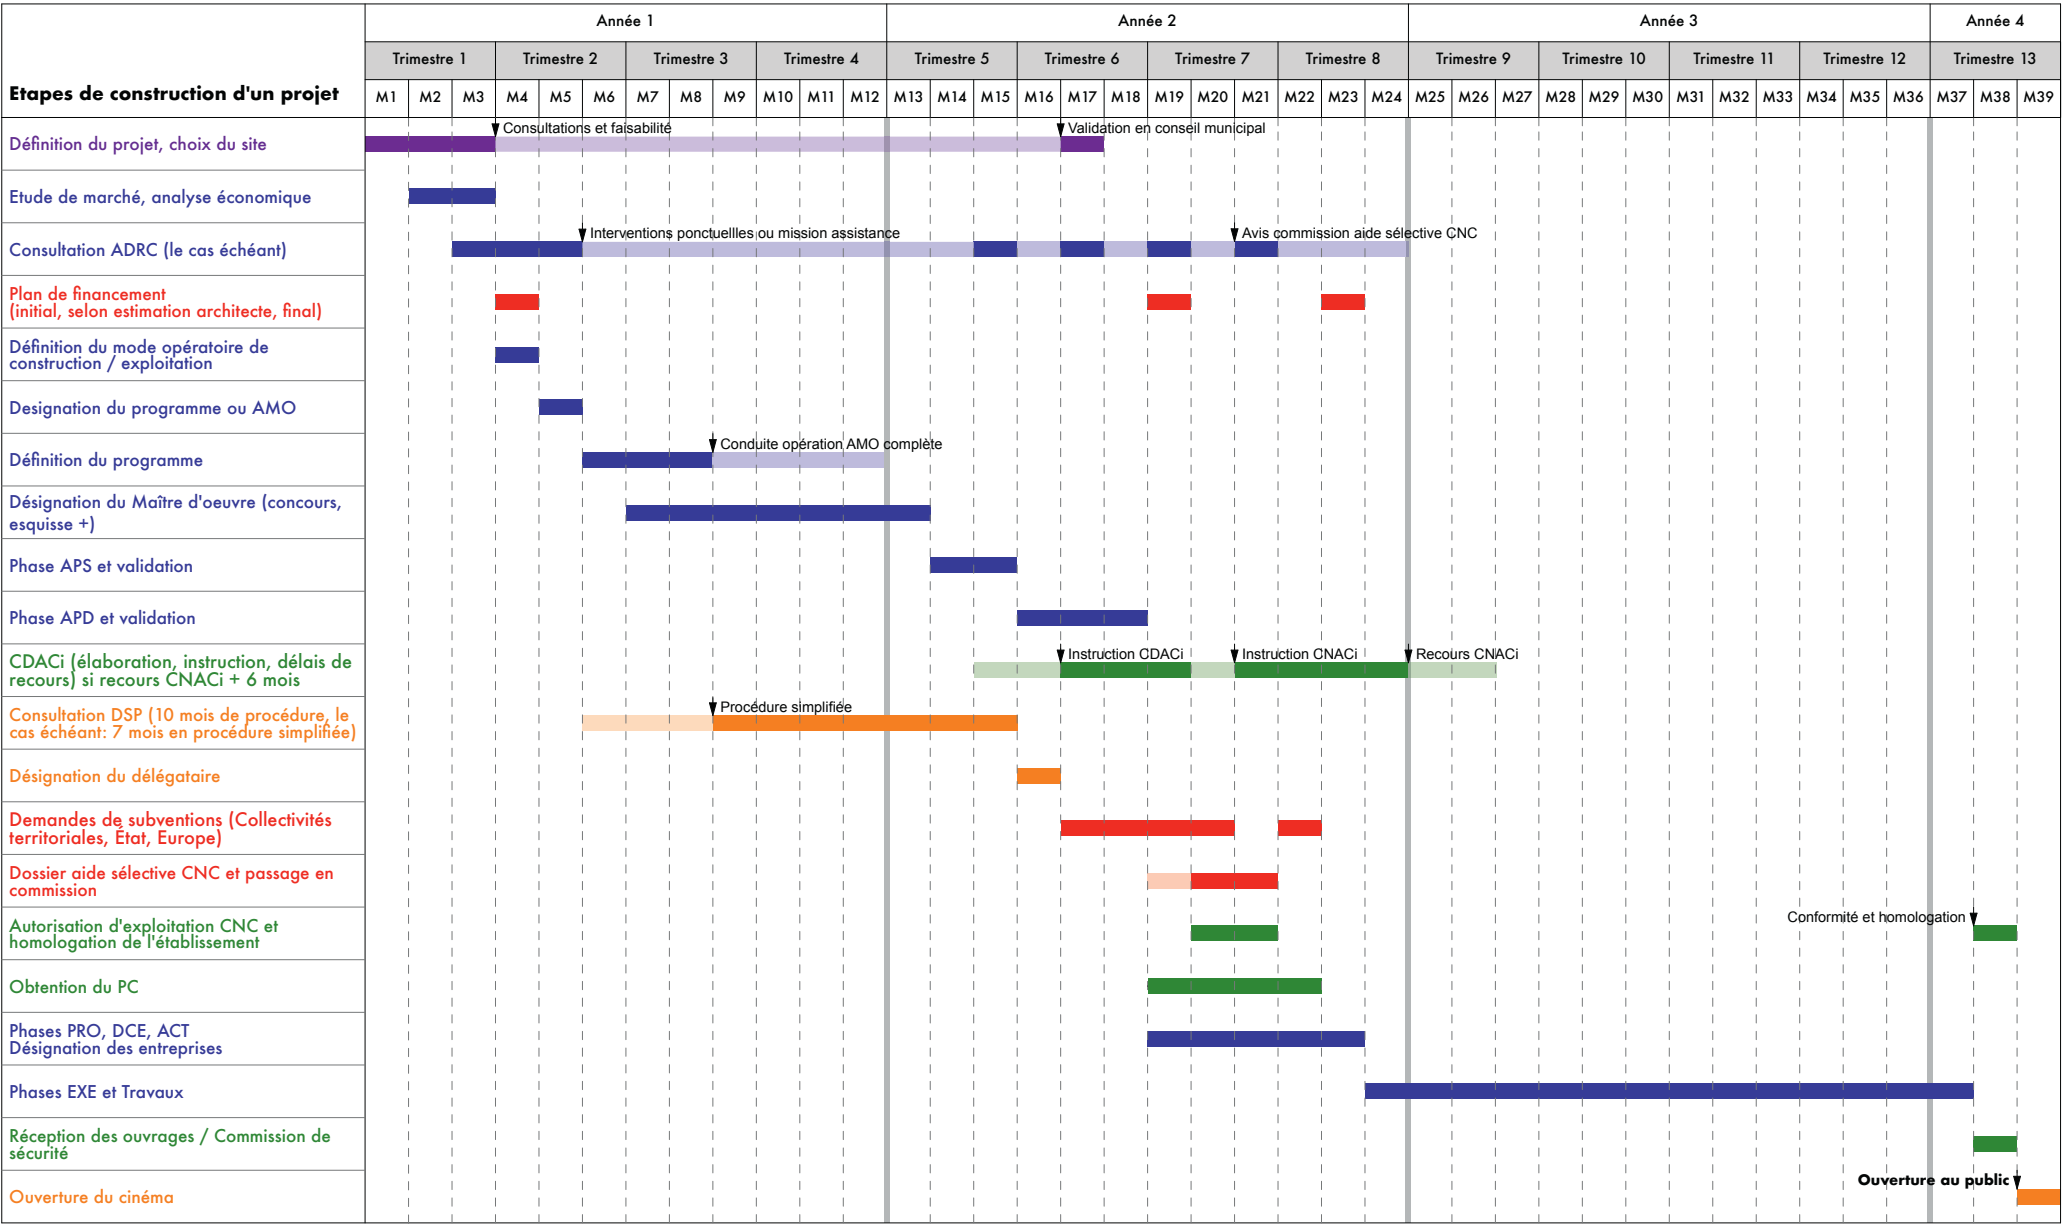 Année 1
Année 2
Année 3
Année 4
Trimestre 1
Trimestre 2
Trimestre 3
Trimestre 4
Trimestre 5
Trimestre 6
Trimestre 7
Trimestre 8
Trimestre 9
Trimestre 10
Trimestre 11
Trimestre 12
Trimestre 13
Etapes de construction d'un projet
M1 M2 M3 M4 M5 M6 M7 M8 M9 M10 M11 M12 M13 M14 M15 M16 M17 M18 M19 M20 M21 M22 M23 M24 M25 M26 M27 M28 M29 M30 M31 M32 M33 M34 M35 M36 M37 M38 M39
Définition du projet, choix du site
Consultations et faisabilité
Validation en conseil municipal
Etude de marché, analyse économique
Consultation ADRC (le cas échéant)
Interventions ponctuellles ou mission assistance
Avis commission aide sélective CNC
Plan de financement
(initial, selon estimation architecte, final)
Définition du mode opératoire de
construction / exploitation
Designation du programme ou AMO
Définition du programme
Conduite opération AMO complète
Désignation du Maître d'oeuvre (concours,
esquisse +)
Phase APS et validation
Phase APD et validation
CDACi (élaboration, instruction, délais de
recours) si recours CNACi + 6 mois
Instruction CDACi
Instruction CNACi
Recours CNACi
Consultation DSP (10 mois de procédure, le
cas échéant: 7 mois en procédure simplifiée)
Procédure simplifiée
Désignation du délégataire
Demandes de subventions (Collectivités
territoriales, État, Europe)
Dossier aide sélective CNC et passage en
commission
Autorisation d'exploitation CNC et
homologation de l'établissement
Conformité et homologation
Obtention du PC
Phases PRO, DCE, ACT
Désignation des entreprises
Phases EXE et Travaux
Réception des ouvrages / Commission de
sécurité
Ouverture au public
Ouverture du cinéma